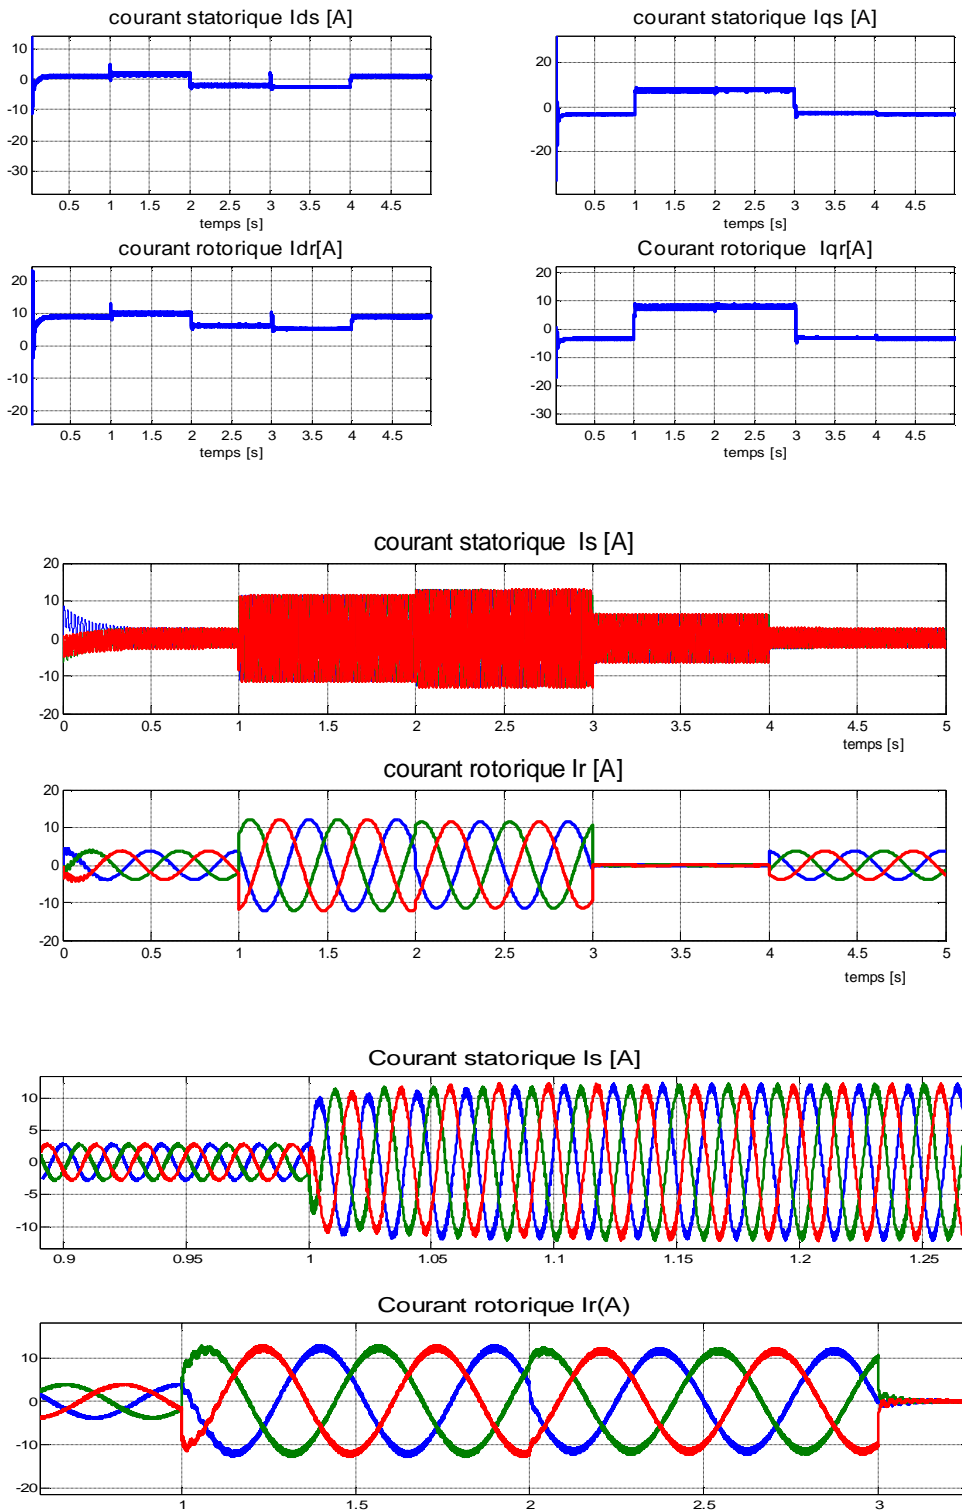 courant statorique Ids [A]
10
0
-10
-20
-30
0.5 1 1.5 2 2.5 3 3.5 4 4.5
temps [s]
courant statorique Iqs [A]
20
0
-20
0.5 1 1.5 2 2.5 3 3.5 4 4.5
temps [s]
courant rotorique Idr[A]
20
10
0
-10
-20
0.5 1 1.5 2 2.5 3 3.5 4 4.5
temps [s]
Courant rotorique Iqr[A]
20
10
0
-10
-20
-30
0.5 1 1.5 2 2.5 3 3.5 4 4.5
temps [s]
courant statorique Is [A]
20
10
0
-10
-20
0 0.5 1 1.5 2 2.5 3 3.5 4 4.5 5
temps [s]
courant rotorique Ir [A]
20
10
0
-10
-20
0 0.5 1 1.5 2 2.5 3 3.5 4 4.5 5
temps [s]
Courant statorique Is [A]
10
5
0
-5
-10
0.9 0.95 1 1.05 1.1 1.15 1.2 1.25
Courant rotorique Ir(A)
10
0
-10
-20
1 1.5 2 2.5 3